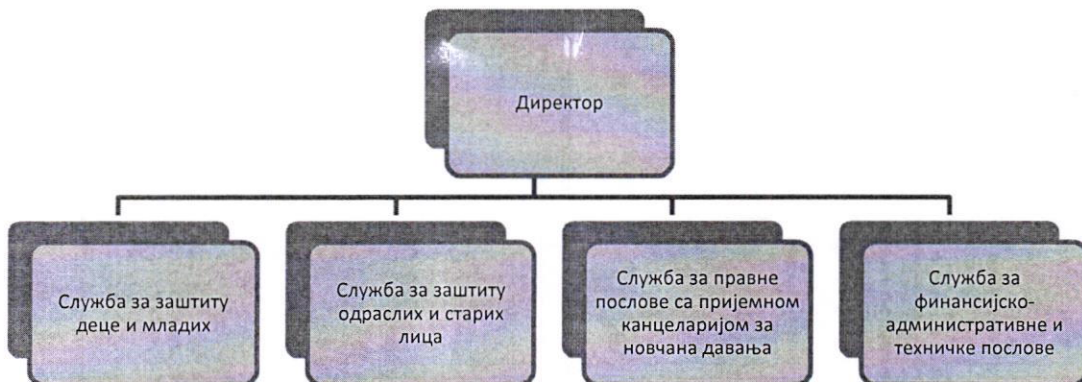 Директор
Служба за заштиту
деце и младих
Служба за заштиту
одраслих и старих
лица
Служба за правне
послове са пријемном
канцеларијом за
новчана давања
Служба за
финансијско-
административне и
техничке послове